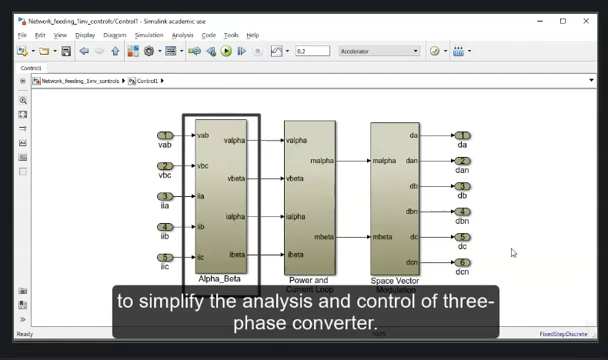 Network_feeding_1inv_controls/Control1 - Simulink academic use
File Edit View Display Diagram Simulation Analysis Code Tools Help
0.2 Accelerator
Control1
Network_feeding_1inv_controls Control1
1 vab valpha valpha da 1
vab da
malpha malpha dan 2
2 vbc vbeta vbeta dan
vbc db 3
3 iia db
iia ialpha ialpha dbn 4
4 iib dbn
iib mbeta mbeta dc 5
5 iic ibeta ibeta dc
iic dcn 6
dcn
Alpha_Beta Power and Space Vector
Current Loop Modulation
to simplify the analysis and control of three-
phase converter.
Ready FixedStepDiscrete